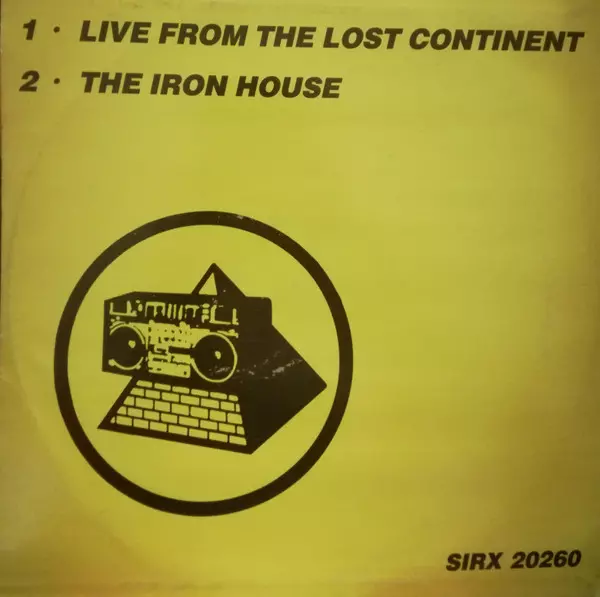 1 • LIVE FROM THE LOST CONTINENT
2 • THE IRON HOUSE
SIRX 20260